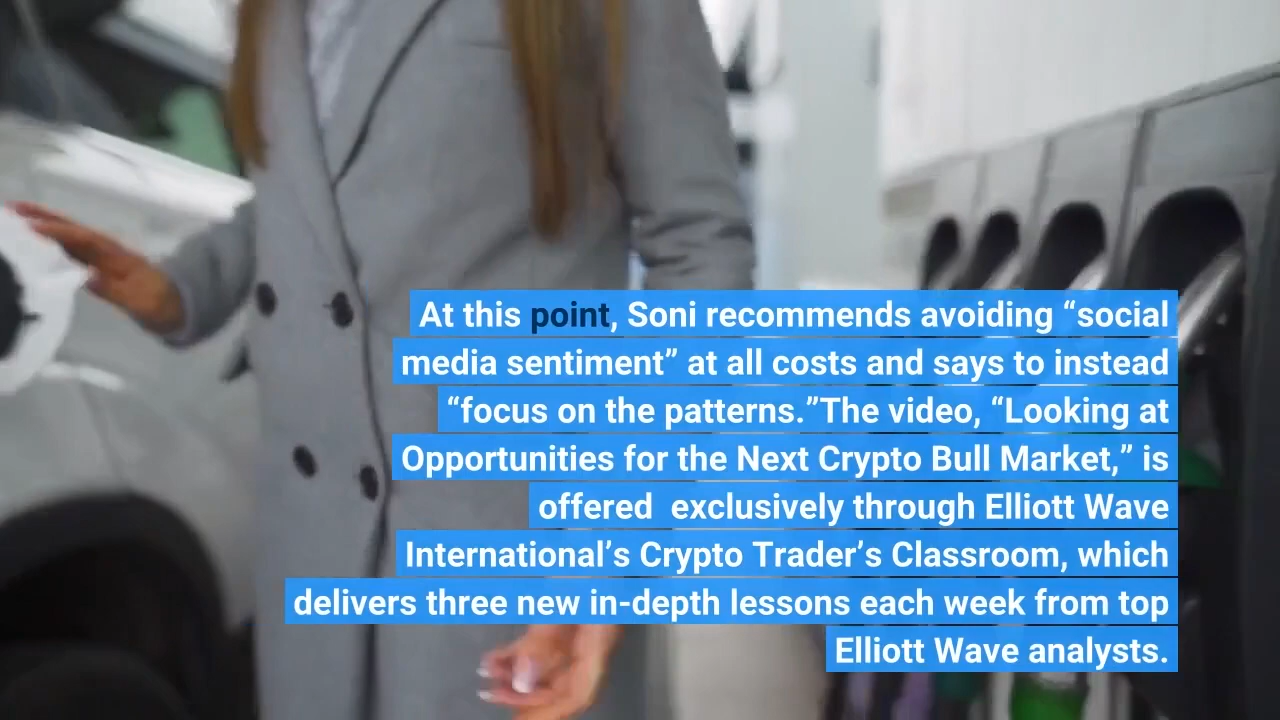 At this point, Soni recommends avoiding “social
media sentiment” at all costs and says to instead
“focus on the patterns.”The video, “Looking at
Opportunities for the Next Crypto Bull Market,” is
offered  exclusively through Elliott Wave
International’s Crypto Trader’s Classroom, which
delivers three new in-depth lessons each week from top
Elliott Wave analysts.